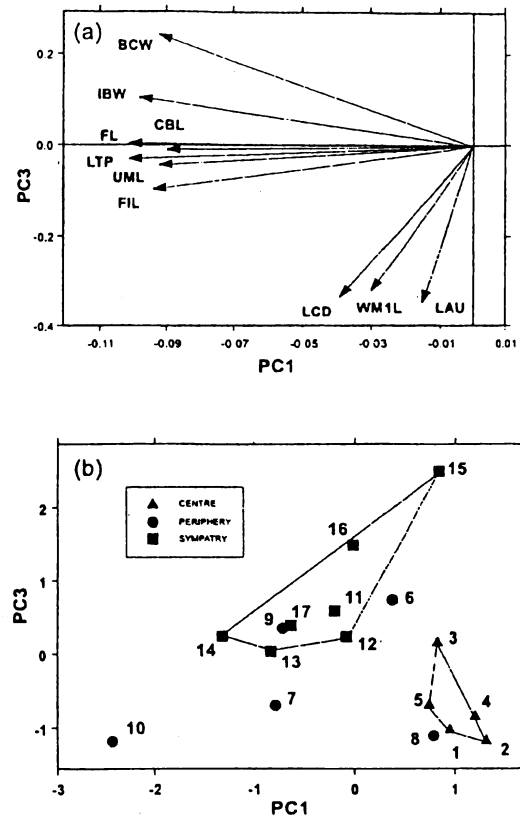 (a)
BCW
IBW
CBL
FL
LTP
UML
FIL
LCD WM1L LAU
0.2
0.0
-0.2
-0.4
PC3
-0.11 -0.09 -0.07 -0.05 -0.03 -0.01 0.01
PC1
(b)
CENTRE
PERIPHERY
SYMPATRY
15
16
11
6
9 17
14
13
12
3
7
5
4
10
8
1
2
2
1
0
-1
PC3
-3 -2 -1 0 1
PC1